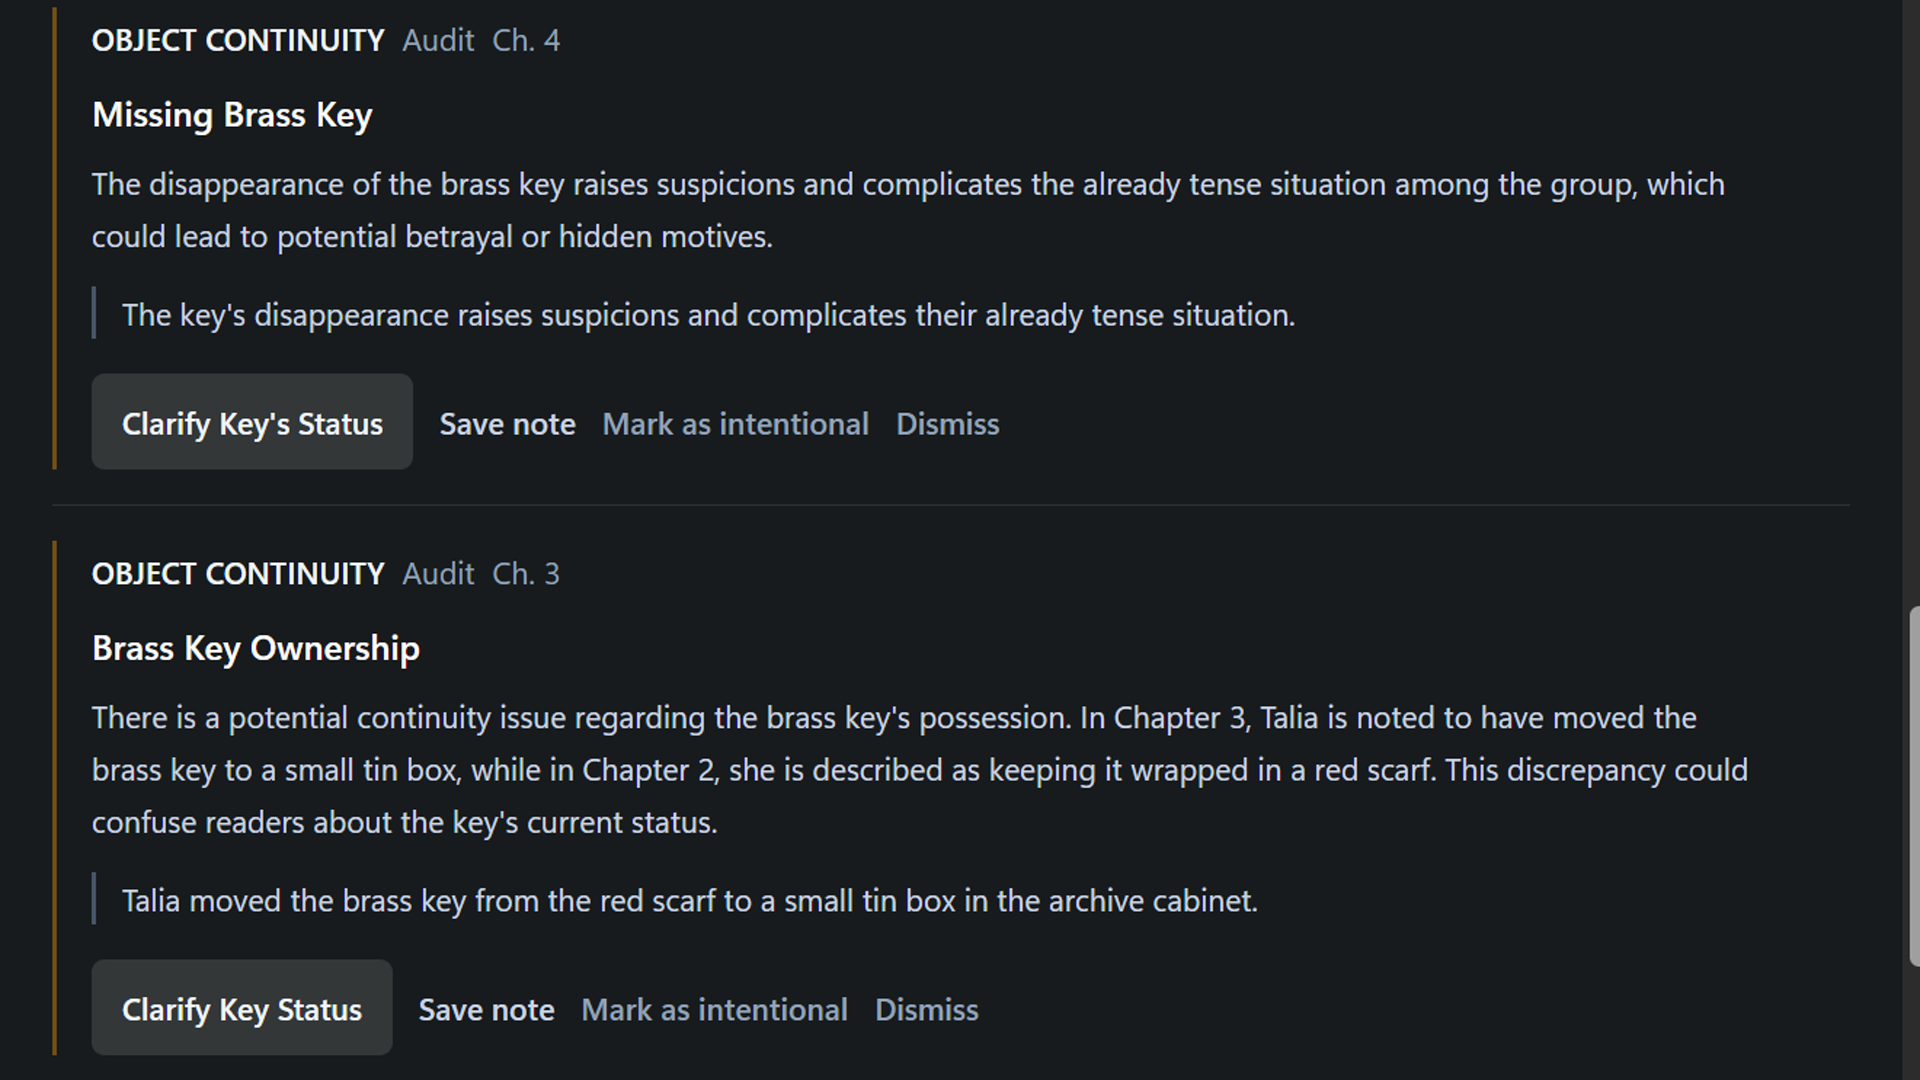 OBJECT CONTINUITY Audit Ch. 4
Missing Brass Key
The disappearance of the brass key raises suspicions and complicates the already tense situation among the group, which
could lead to potential betrayal or hidden motives.
The key's disappearance raises suspicions and complicates their already tense situation.
Clarify Key's Status Save note Mark as intentional Dismiss
OBJECT CONTINUITY Audit Ch. 3
Brass Key Ownership
There is a potential continuity issue regarding the brass key's possession. In Chapter 3, Talia is noted to have moved the
brass key to a small tin box, while in Chapter 2, she is described as keeping it wrapped in a red scarf. This discrepancy could
confuse readers about the key's current status.
Talia moved the brass key from the red scarf to a small tin box in the archive cabinet.
Clarify Key Status Save note Mark as intentional Dismiss